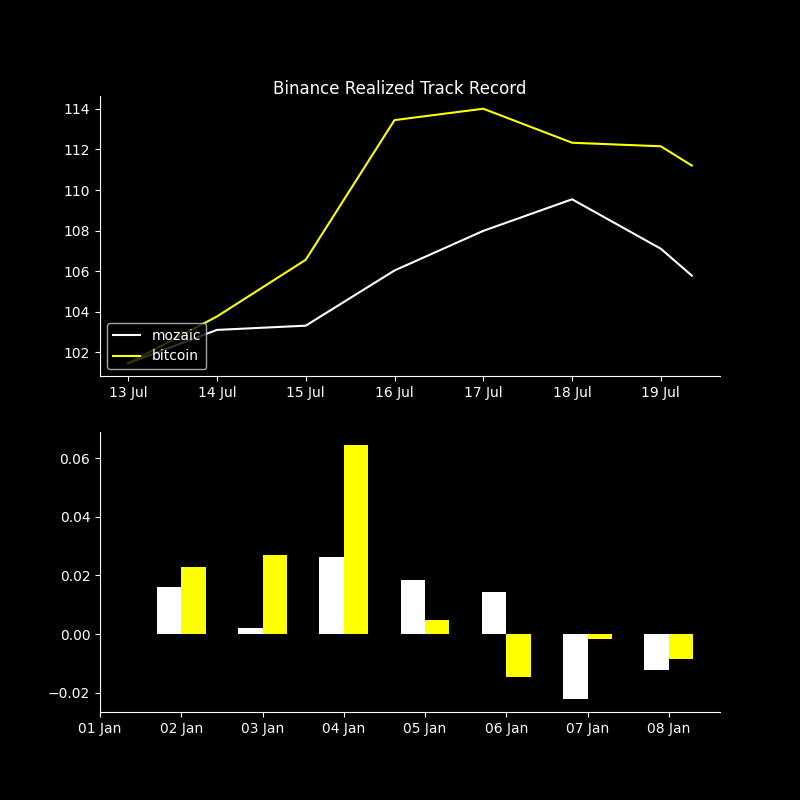 Binance Realized Track Record
114
112
110
108
106
104
102
mozaic
bitcoin
13 Jul 14 Jul 15 Jul 16 Jul 17 Jul 18 Jul 19 Jul
0.06
0.04
0.02
0.00
−0.02
01 Jan 02 Jan 03 Jan 04 Jan 05 Jan 06 Jan 07 Jan 08 Jan